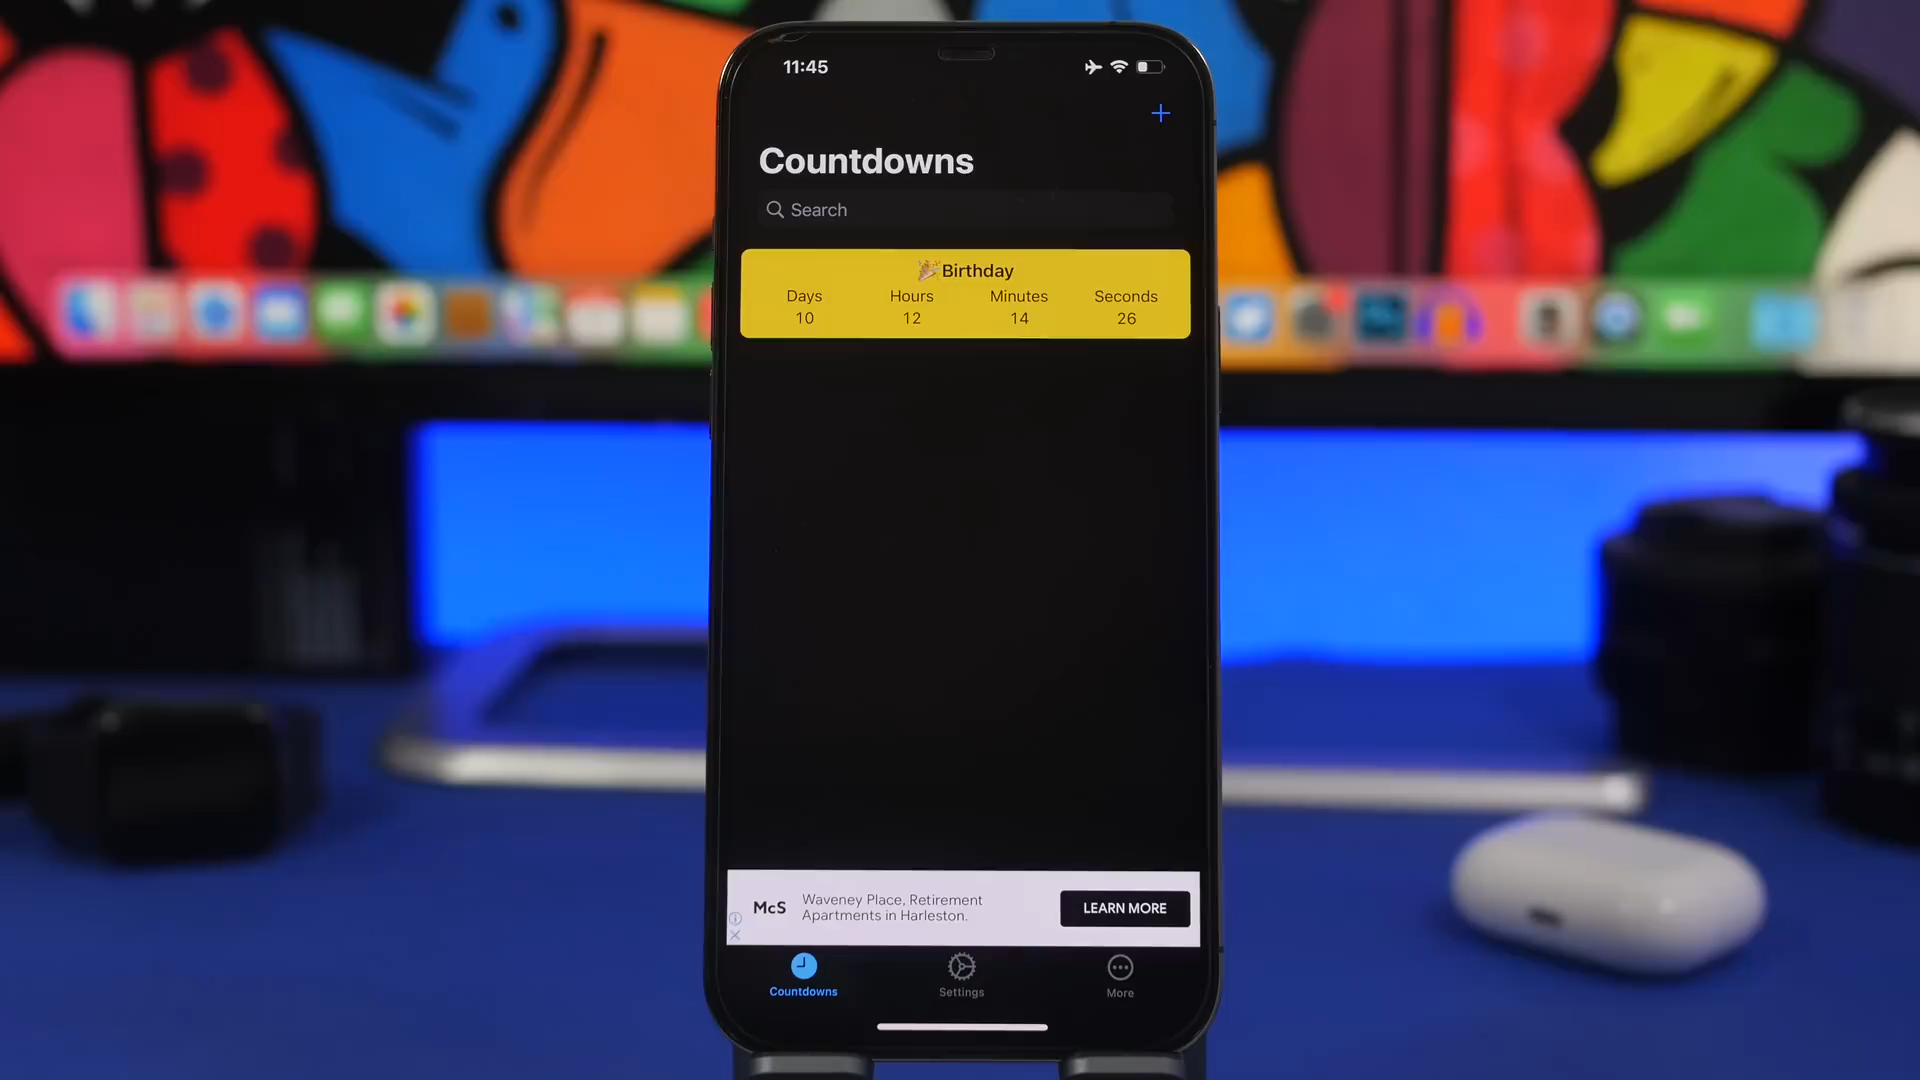 11:45
Countdowns
Search
🎉Birthday
Days Hours Minutes Seconds
10 12 14 26
McS
Waveney Place, Retirement
Apartments in Harleston.
LEARN MORE
Countdowns Settings More